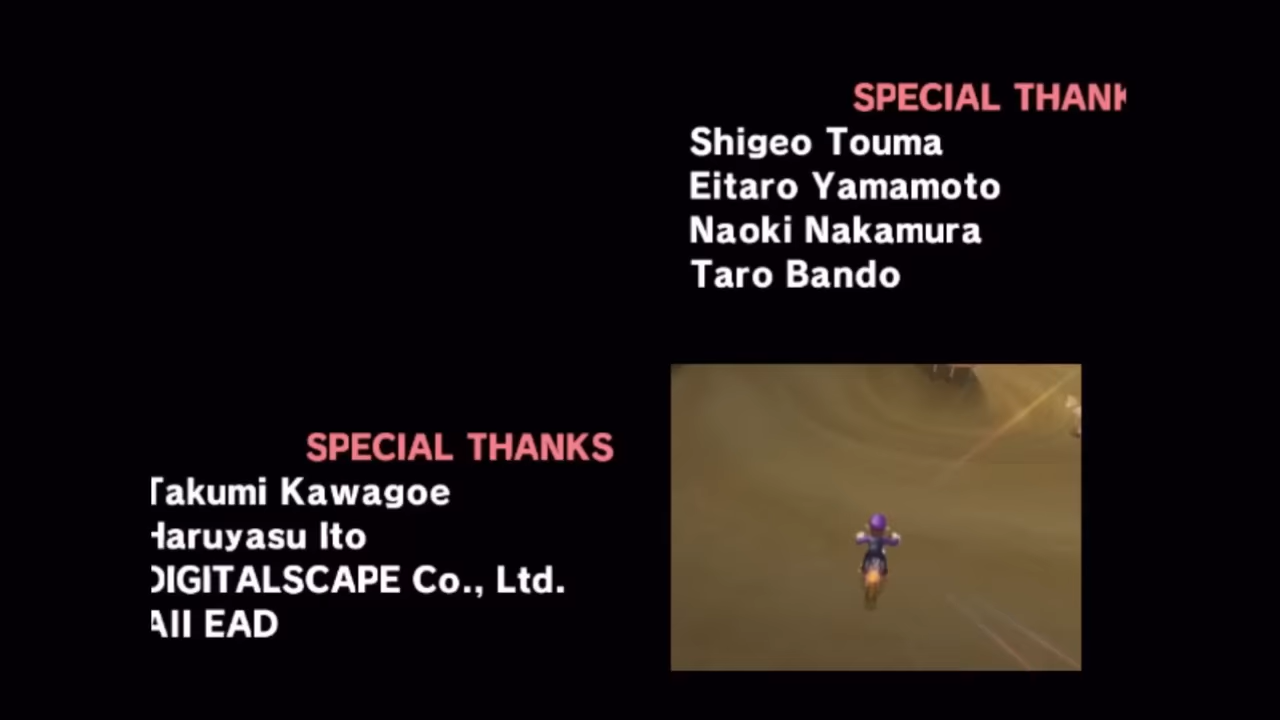 SPECIAL THANK
Shigeo Touma
Eitaro Yamamoto
Naoki Nakamura
Taro Bando
SPECIAL THANKS
Takumi Kawagoe
Haruyasu Ito
DIGITALSCAPE Co., Ltd.
All EAD